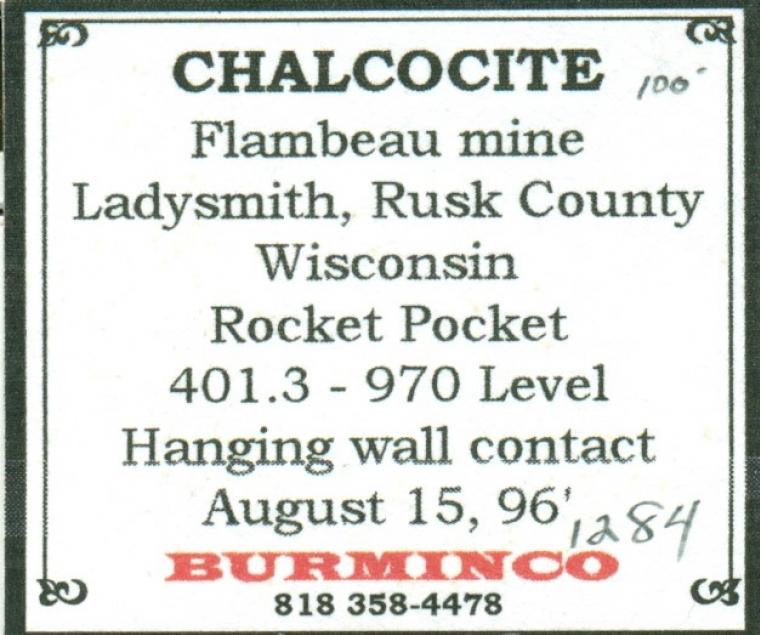 CHALCOCITE 100-
Flambeau mine
Ladysmith, Rusk County
Wisconsin
Rocket Pocket
401.3 - 970 Level
Hanging wall contact
August 15, 96'
1284
BURMINCO
818 358-4478